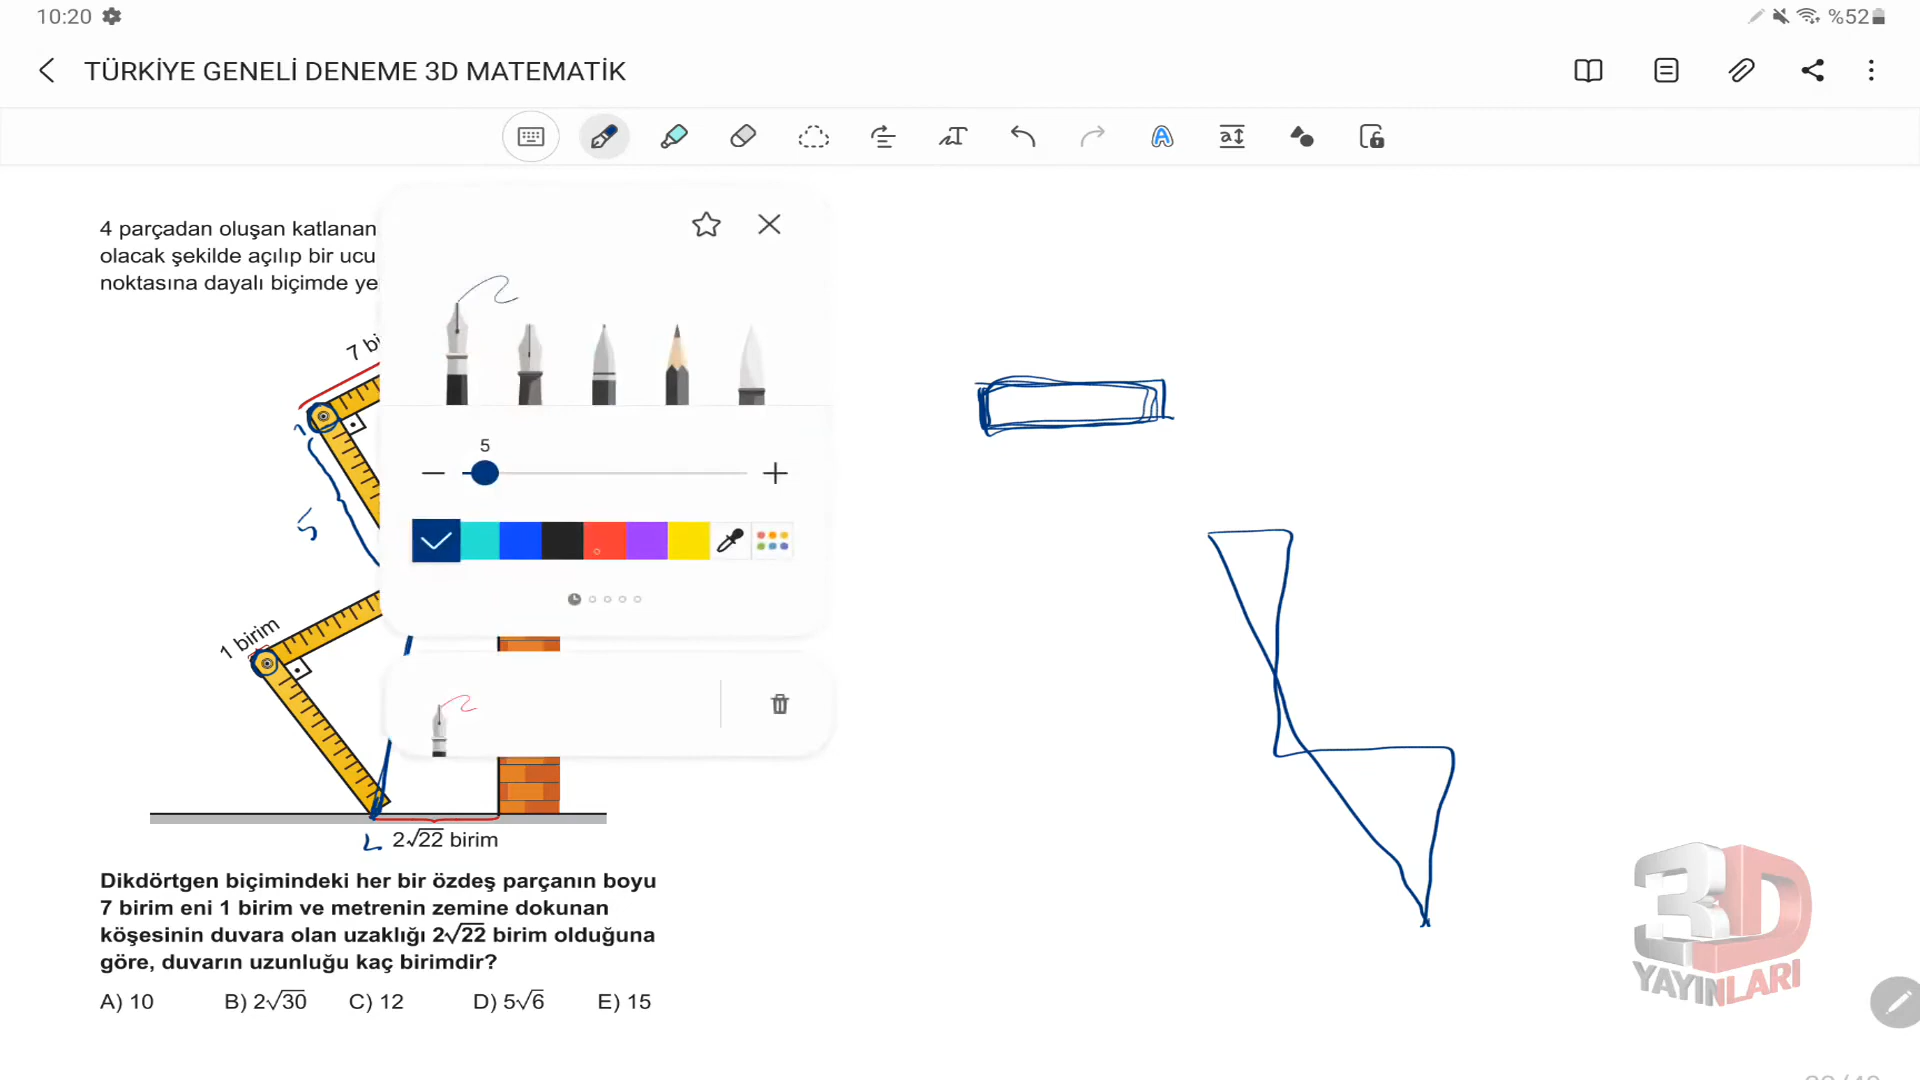 10:20
%52
TÜRKİYE GENELİ DENEME 3D MATEMATİK
4 parçadan oluşan katlanan
olacak şekilde açılıp bir ucu
noktasına dayalı biçimde ye
7 bi
5
5
1 birim
2√22 birim
Dikdörtgen biçimindeki her bir özdeş parçanın boyu
7 birim eni 1 birim ve metrenin zemine dokunan
köşesinin duvara olan uzaklığı 2√22 birim olduğuna
göre, duvarın uzunluğu kaç birimdir?
A) 10 B) 2√30 C) 12 D) 5√6 E) 15
3D
YAYINLARI